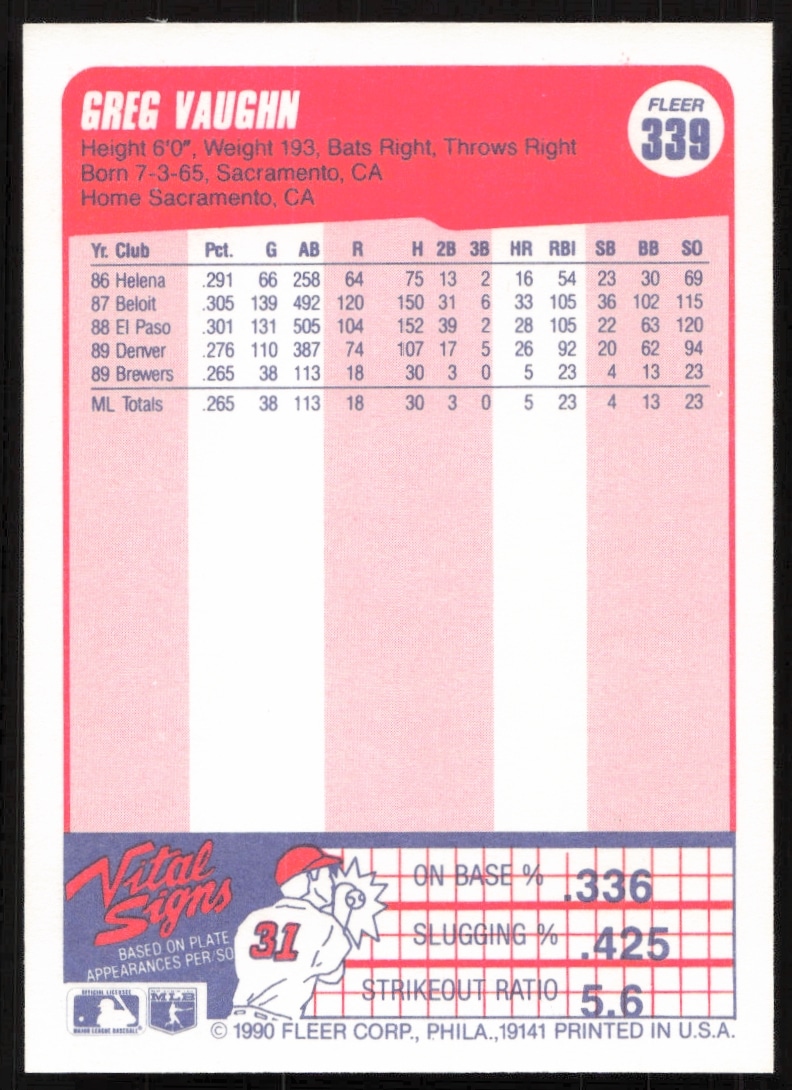 GREG VAUGHN
FLEER
339
Height 6'0", Weight 193, Bats Right, Throws Right
Born 7-3-65, Sacramento, CA
Home Sacramento, CA
Yr. Club Pct. G AB R H 2B 3B HR RBI SB BB SO
86 Helena .291 66 258 64 75 13 2 16 54 23 30 69
87 Beloit .305 139 492 120 150 31 6 33 105 36 102 115
88 El Paso .301 131 505 104 152 39 2 28 105 22 63 120
89 Denver .276 110 387 74 107 17 5 26 92 20 62 94
89 Brewers .265 38 113 18 30 3 0 5 23 4 13 23
ML Totals .265 38 113 18 30 3 0 5 23 4 13 23
Vital
Signs
BASED ON PLATE
APPEARANCES PER/SO
31
ON BASE % .336
SLUGGING % .425
STRIKEOUT RATIO 5.6
OFFICIAL LICENSEE
MAJOR LEAGUE BASEBALL
MLB
© 1990 FLEER CORP., PHILA.,19141 PRINTED IN U.S.A.